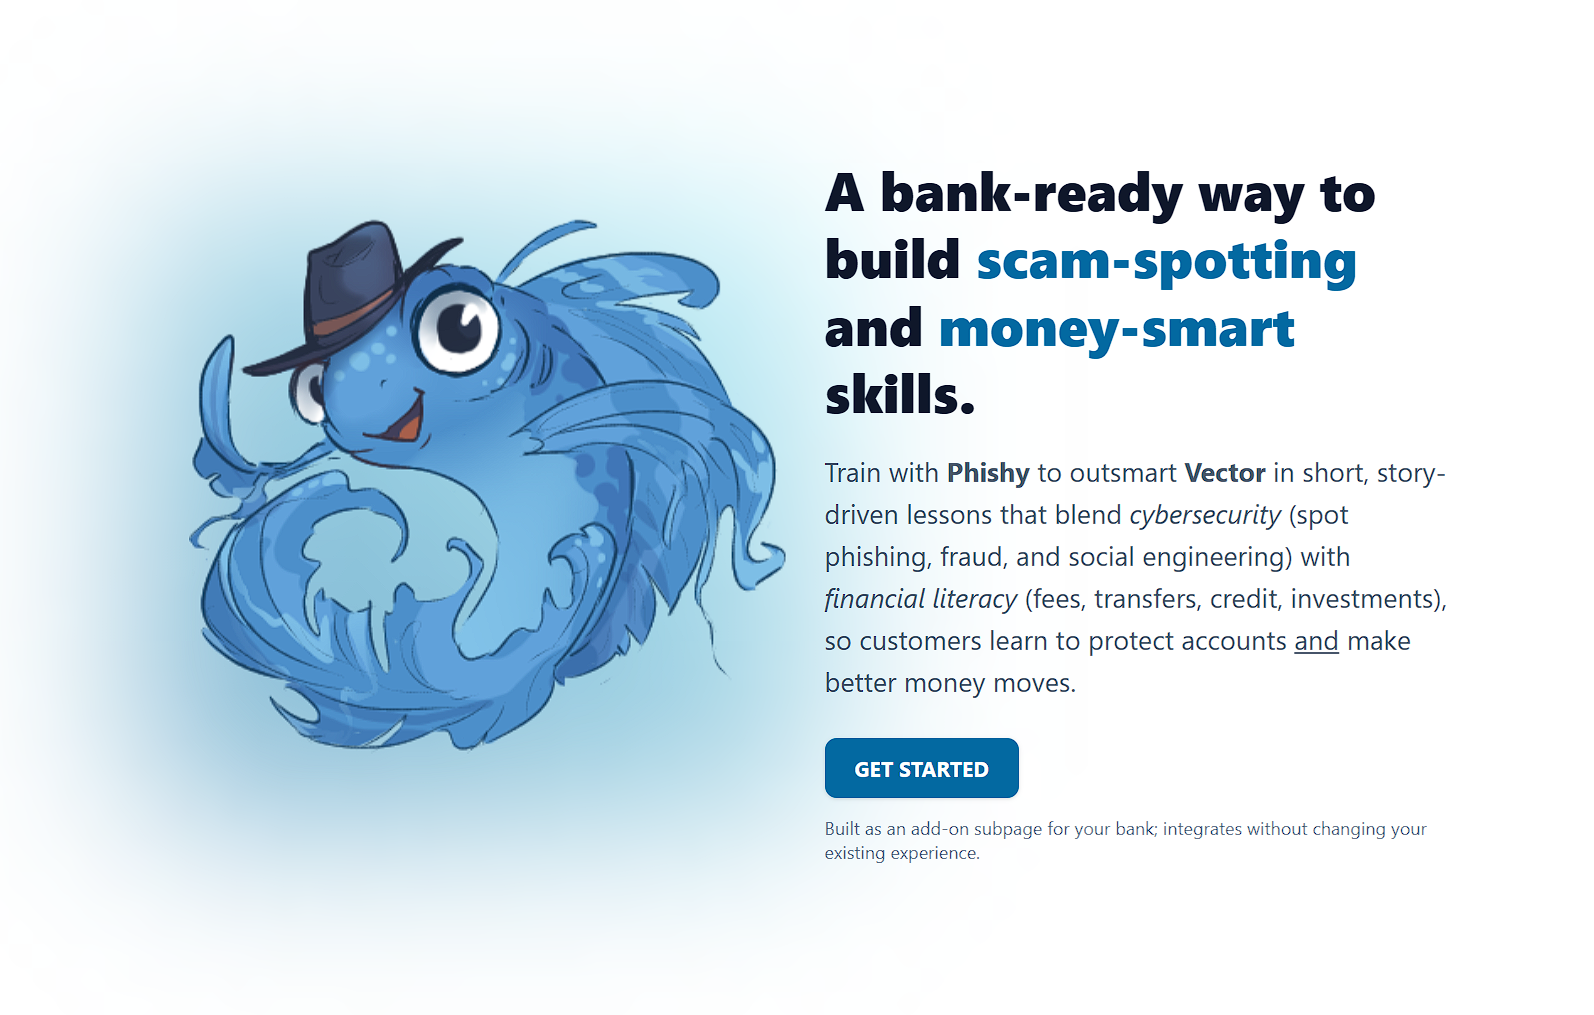 A bank-ready way to
build scam-spotting
and money-smart
skills.
Train with Phishy to outsmart Vector in short, story-
driven lessons that blend cybersecurity (spot
phishing, fraud, and social engineering) with
financial literacy (fees, transfers, credit, investments),
so customers learn to protect accounts and make
better money moves.
GET STARTED
Built as an add-on subpage for your bank; integrates without changing your
existing experience.